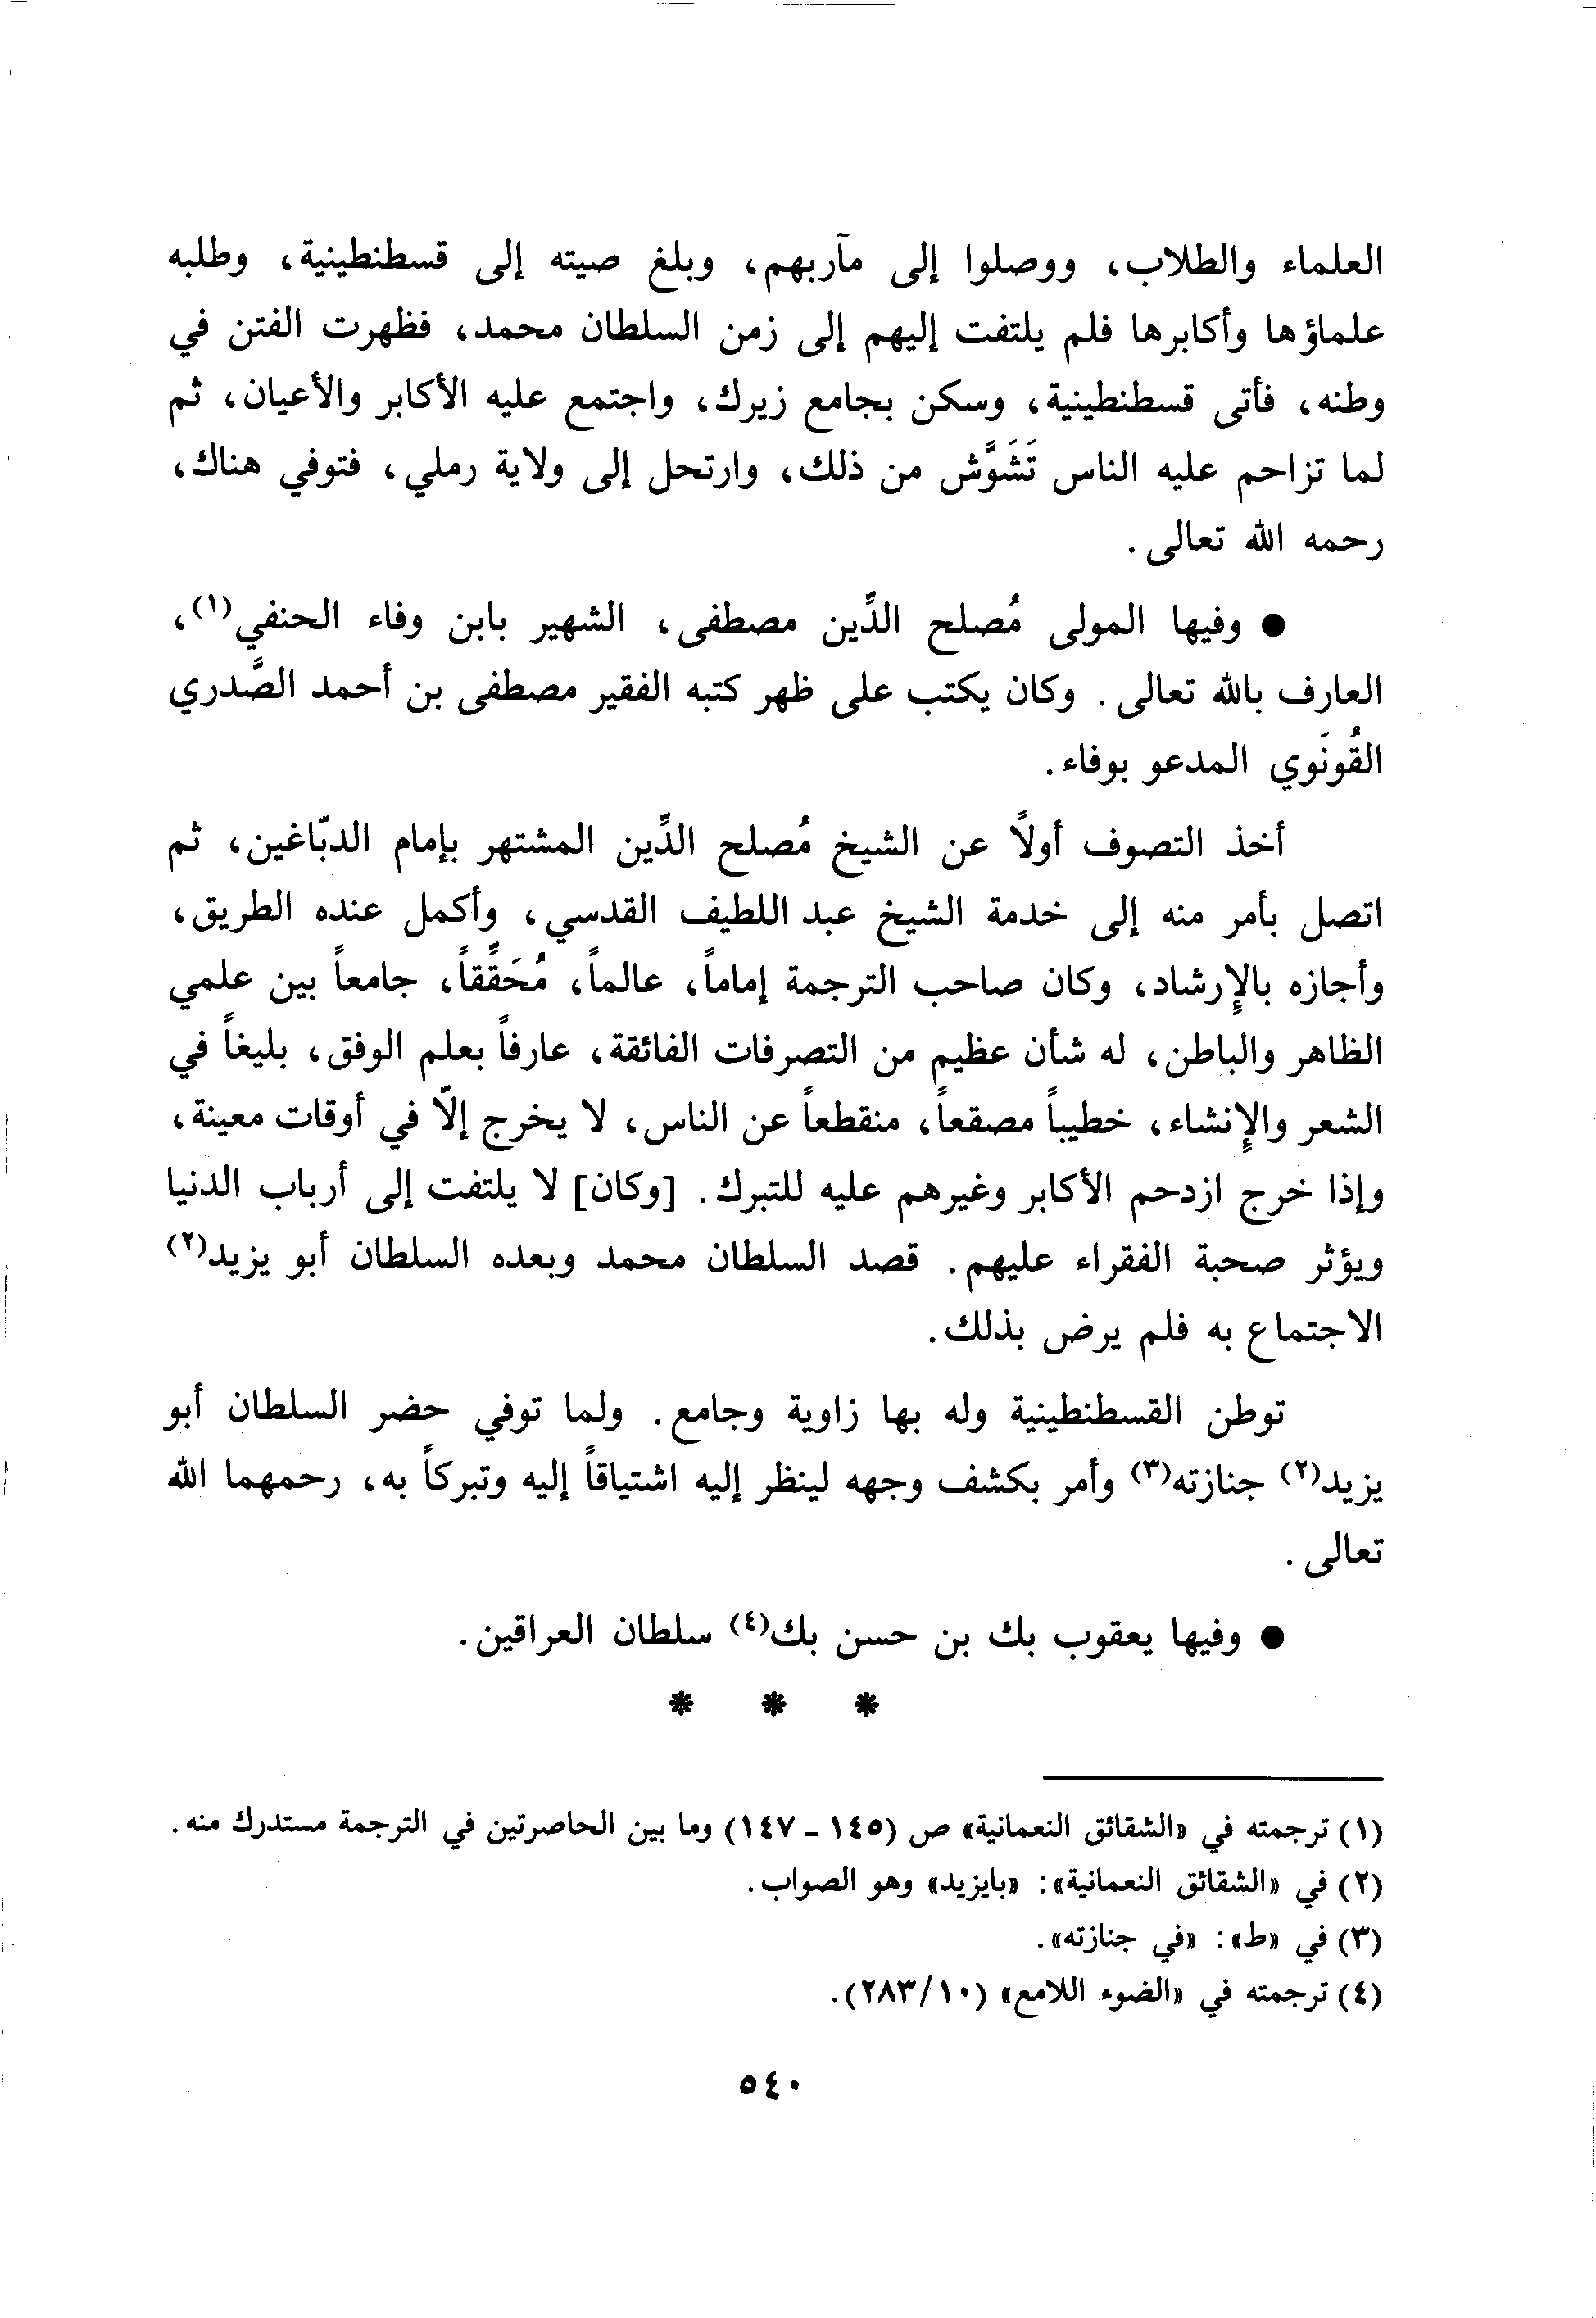 العلماء والطلاب، ووصلوا إلى مآربهم، وبلغ صيته إلى قسطنطينية، وطلبه
علماؤها وأكابرها فلم يلتفت إليهم إلى زمن السلطان محمد، فظهرت الفتن في
وطنه، فأتى قسطنطينية، وسكن بجامع زيرك، واجتمع عليه الأكابر والأعيان، ثم
لما تزاحم عليه الناس تَشَوَّش من ذلك، وارتحل إلى ولاية رملي، فتوفي هناك،
رحمه الله تعالى.
● وفيها المولى مُصلح الدِّين مصطفى، الشهير بابن وفاء الحنفي(١)،
العارف بالله تعالى. وكان يكتب على ظهر كتبه الفقير مصطفى بن أحمد الصَّدري
القُونَوي المدعو بوفاء.
أخذ التصوف أولاً عن الشيخ مُصلح الدِّين المشتهر بإمام الدبّاغين، ثم
اتصل بأمر منه إلى خدمة الشيخ عبد اللطيف القدسي، وأكمل عنده الطريق،
وأجازه بالإِرشاد، وكان صاحب الترجمة إماماً، عالماً، مُحَقِّقاً، جامعاً بين علمي
الظاهر والباطن، له شأن عظيم من التصرفات الفائقة، عارفاً بعلم الوفق، بليغاً في
الشعر والإِنشاء، خطيباً مصقعاً، منقطعاً عن الناس، لا يخرج إلّا في أوقات معينة،
وإذا خرج ازدحم الأكابر وغيرهم عليه للتبرك. [وكان] لا يلتفت إلى أرباب الدنيا
ويؤثر صحبة الفقراء عليهم. قصد السلطان محمد وبعده السلطان أبو يزيد(٢)
الاجتماع به فلم يرض بذلك.
توطن القسطنطينية وله بها زاوية وجامع. ولما توفي حضر السلطان أبو
يزيد(٢) جنازته(٣) وأمر بكشف وجهه لينظر إليه اشتياقاً إليه وتبركاً به، رحمهما الله
تعالى.
● وفيها يعقوب بك بن حسن بك(٤) سلطان العراقين.
* * *
(١) ترجمته في «الشقائق النعمانية» ص (١٤٥ - ١٤٧) وما بين الحاصرتين في الترجمة مستدرك منه.
(٢) في «الشقائق النعمانية»: «بايزيد» وهو الصواب.
(٣) في «ط»: «في جنازته».
(٤) ترجمته في «الضوء اللامع» (٢٨٣/١٠).
٥٤٠